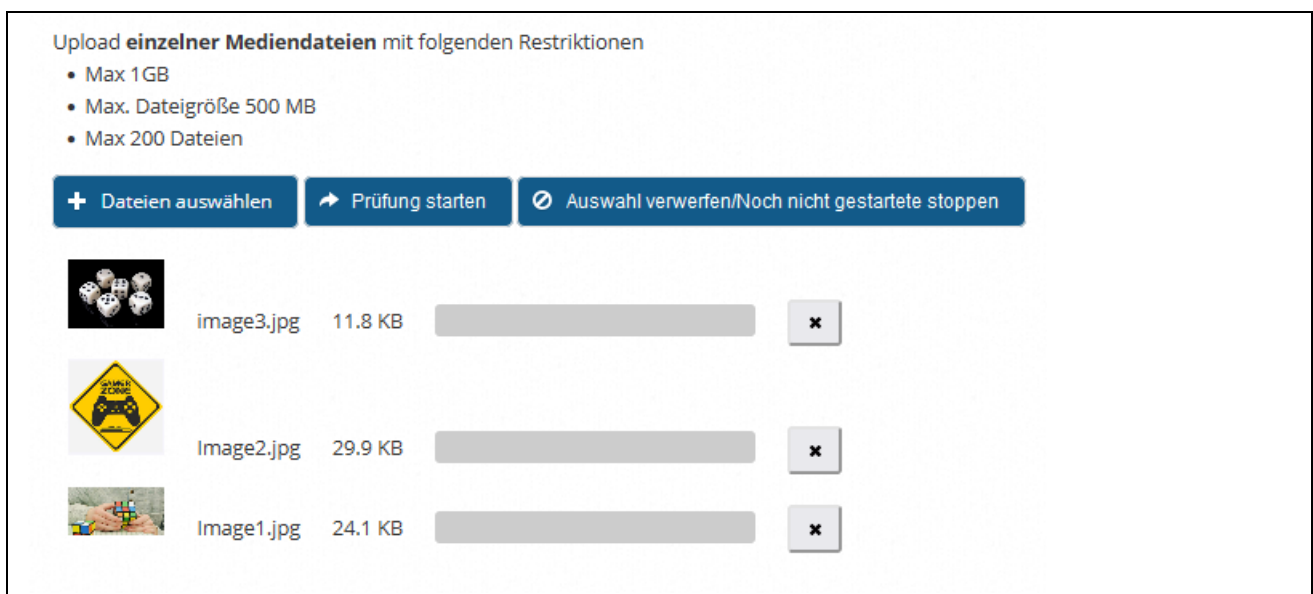 Upload einzelner Mediendateien mit folgenden Restriktionen
• Max 1GB
• Max. Dateigröße 500 MB
• Max 200 Dateien
Dateien auswählen Prüfung starten Auswahl verwerfen/Noch nicht gestartete stoppen
image3.jpg 11.8 KB
GAMER
ZONE
Image2.jpg 29.9 KB
Image1.jpg 24.1 KB